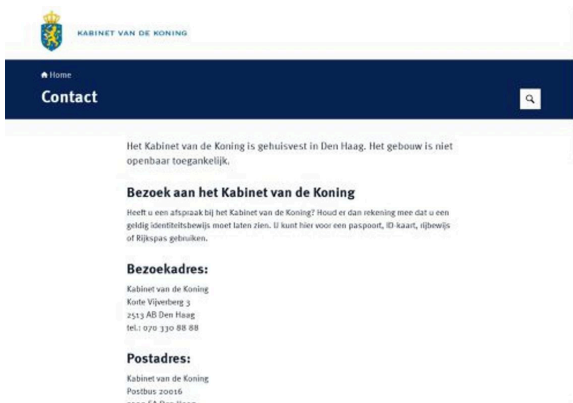 KABINET VAN DE KONING
Home
Contact
Het Kabinet van de Koning is gehuisvest in Den Haag. Het gebouw is niet
openbaar toegankelijk.
Bezoek aan het Kabinet van de Koning
Heeft u een afspraak bij het Kabinet van de Koning? Houd er dan rekening mee dat u een
geldig identiteitsbewijs moet laten zien. U kunt hier voor een paspoort, ID-kaart, rijbewijs
of Rijkspas gebruiken.
Bezoekadres:
Kabinet van de Koning
Korte Vijverberg 3
2513 AB Den Haag
tel.: 070 330 88 88
Postadres:
Kabinet van de Koning
Postbus 20016
Den Haag